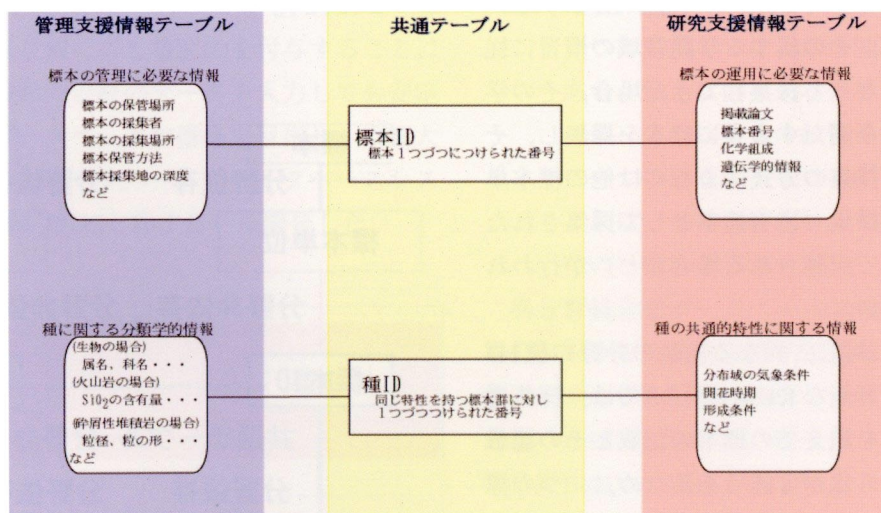 管理支援情報テーブル
共通テーブル
研究支援情報テーブル
標本の管理に必要な情報
標本の保管場所
標本の採集者
標本の採集場所
標本保管方法
標本採集地の深度
など
標本ID
標本1つづつにつけられた番号
標本の運用に必要な情報
掲載論文
標本番号
化学組成
遺伝学的情報
など
種に関する分類学的情報
(生物の場合)
属名，科名・・・
(火山岩の場合)
SiO₂の含有量・・・
(砕屑性堆積岩の場合)
粒径、粒の形・・・
など
種ID
同じ特性を持つ標本群に対し
1つづつつけられた番号
種の共通的特性に関する情報
分布域の気象条件
開花時期
形成条件
など